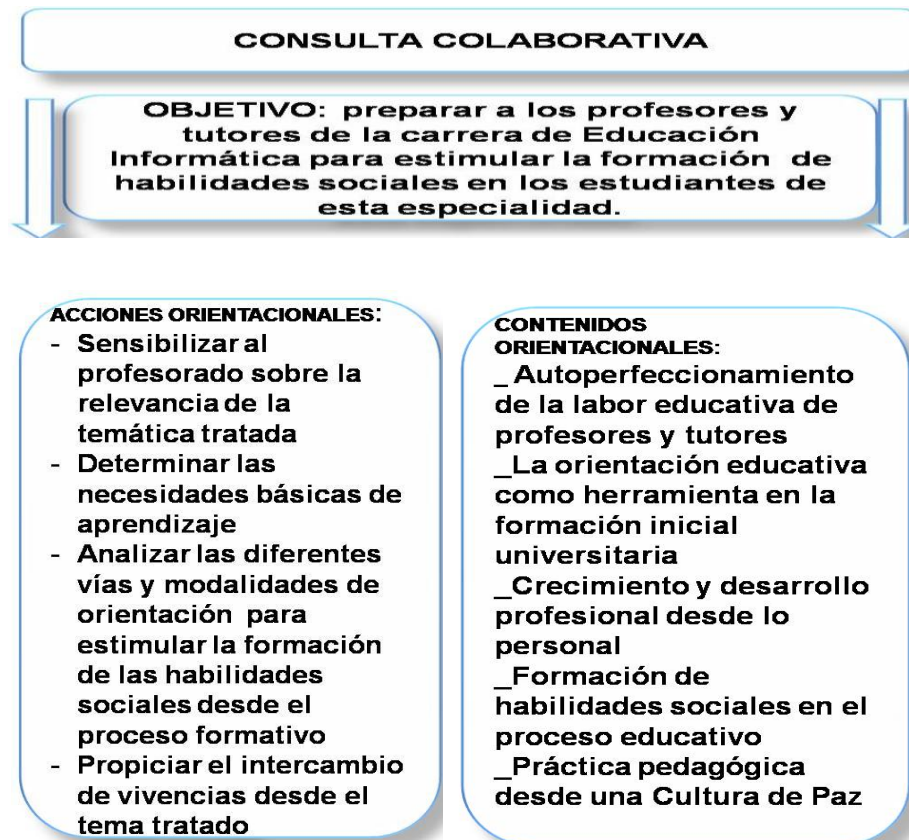 CONSULTA COLABORATIVA
OBJETIVO: preparar a los profesores y
tutores de la carrera de Educación
Informática para estimular la formación de
habilidades sociales en los estudiantes de
esta especialidad.
ACCIONES ORIENTACIONALES:
- Sensibilizar al
profesorado sobre la
relevancia de la
temática tratada
- Determinar las
necesidades básicas de
aprendizaje
- Analizar las diferentes
vías y modalidades de
orientación para
estimular la formación
de las habilidades
sociales desde el
proceso formativo
- Propiciar el intercambio
de vivencias desde el
tema tratado
CONTENIDOS
ORIENTACIONALES:
_ Autoperfeccionamiento
de la labor educativa de
profesores y tutores
_La orientación educativa
como herramienta en la
formación inicial
universitaria
_Crecimiento y desarrollo
profesional desde lo
personal
_Formación de
habilidades sociales en el
proceso educativo
_Práctica pedagógica
desde una Cultura de Paz